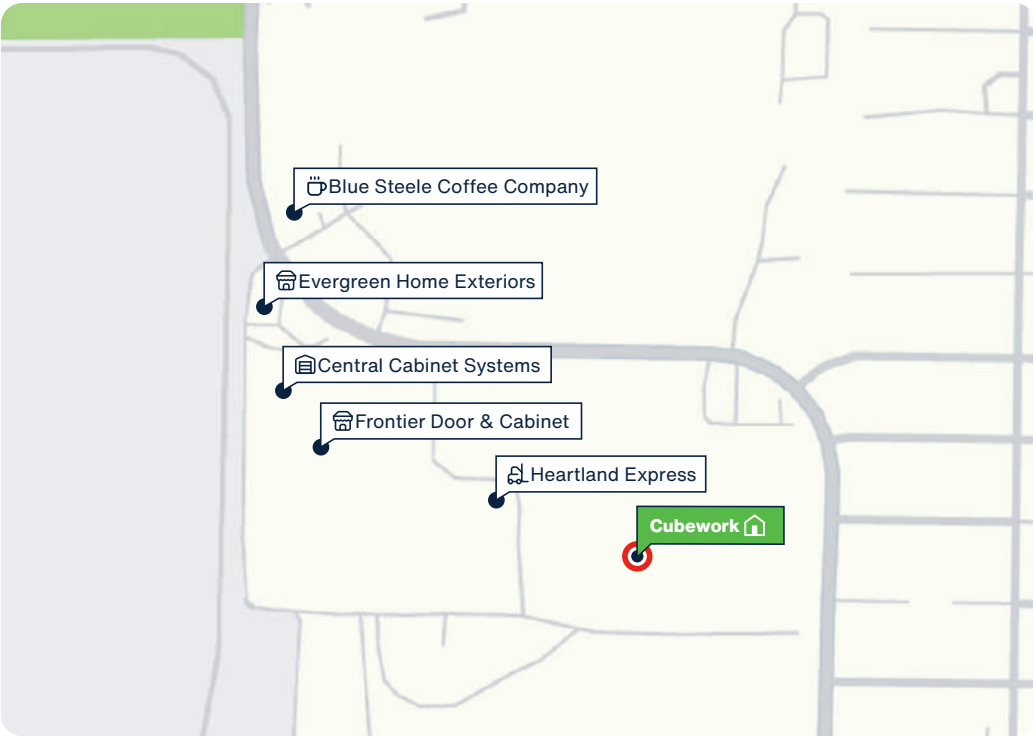 Blue Steele Coffee Company
Evergreen Home Exteriors
Central Cabinet Systems
Frontier Door & Cabinet
Heartland Express
Cubework